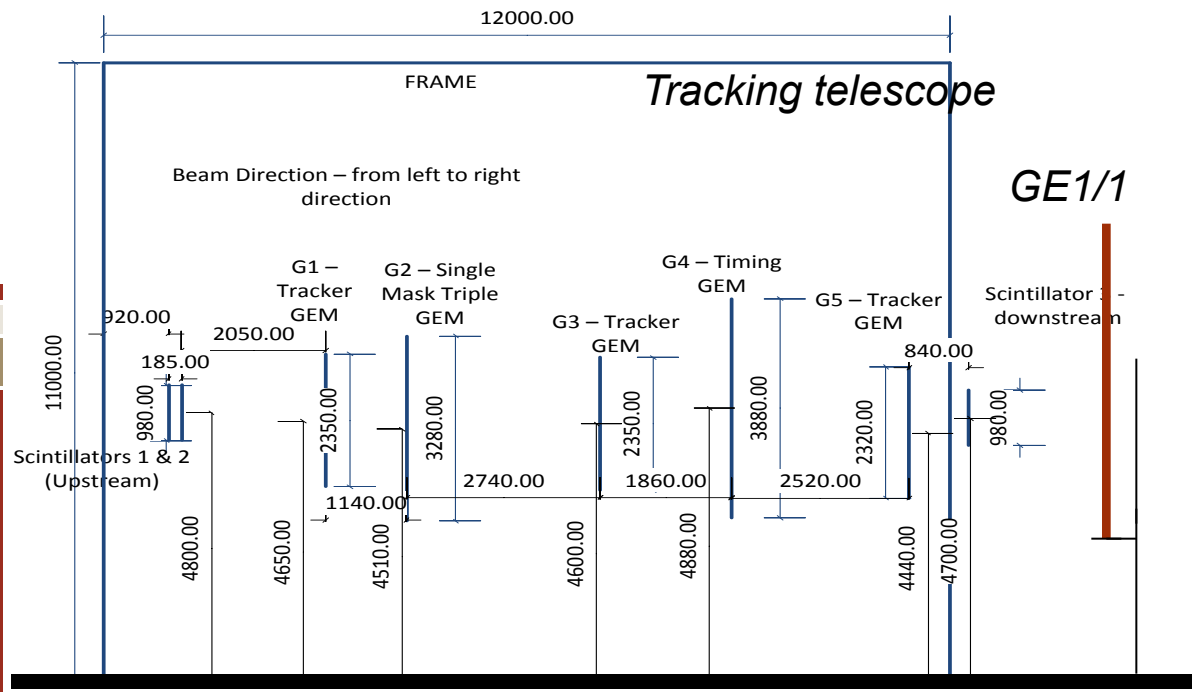 12000.00
FRAME
Tracking telescope
Beam Direction – from left to right
direction
GE1/1
G1 –
Tracker
GEM
G2 – Single
Mask Triple
GEM
G3 – Tracker
GEM
G4 – Timing
GEM
G5 – Tracker
GEM
Scintillator 3 -
downstream
920.00
2050.00
185.00
840.00
11000.00
980.00
2350.00
3280.00
2350.00
3880.00
2320.00
980.00
Scintillators 1 & 2
(Upstream)
1140.00
2740.00
1860.00
2520.00
4800.00
4650.00
4510.00
4600.00
4880.00
4440.00
4700.00